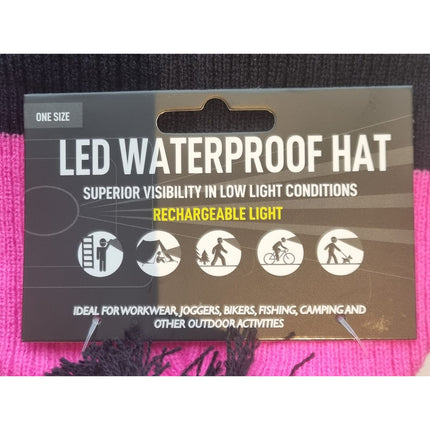 ONE SIZE
LED WATERPROOF HAT
SUPERIOR VISIBILITY IN LOW LIGHT CONDITIONS
RECHARGEABLE LIGHT
IDEAL FOR WORKWEAR, JOGGERS, BIKERS, FISHING, CAMPING AND
OTHER OUTDOOR ACTIVITIES